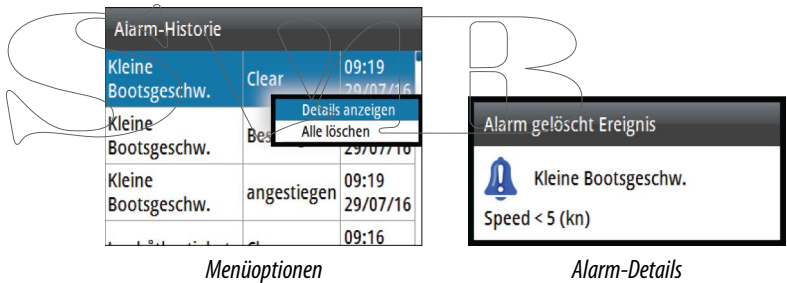 Alarm-Historie
Kleine Bootsgeschw.
Clear
09:19
29/07/16
Details anzeigen
Alle löschen
Kleine Bootsgeschw.
29/07/16
Kleine Bootsgeschw.
angestiegen
09:19
29/07/16
09:16
Alarm gelöscht Ereignis
Kleine Bootsgeschw.
Speed < 5 (kn)
Menüoptionen
Alarm-Details